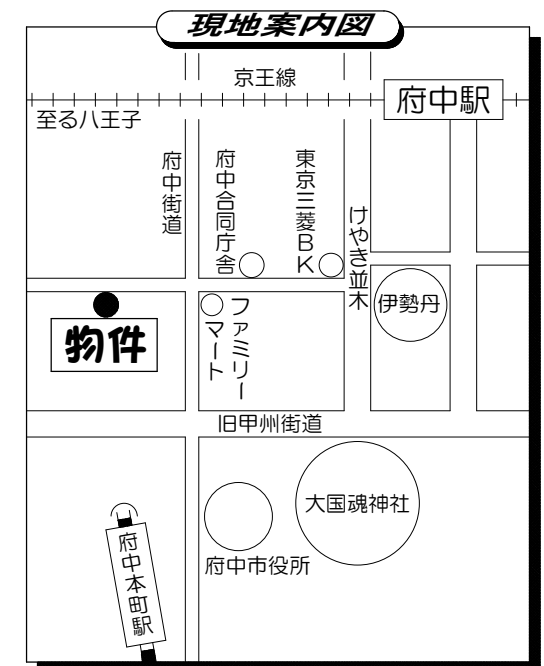 現地案内図
京王線
府中駅
至る八王子
府中街道
府中合同庁舎
東京三菱BK
けやき並木
伊勢丹
物件
ファミリーマート
旧甲州街道
大国魂神社
府中市役所
府中本町駅